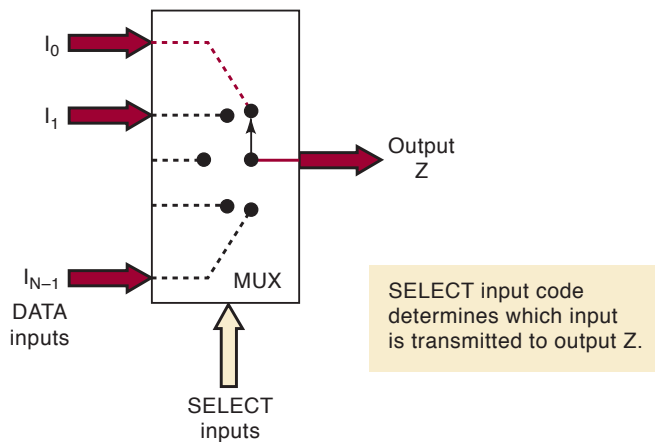 I0
I1
Output
Z
IN–1
MUX
DATA
inputs
SELECT input code
determines which input
is transmitted to output Z.
SELECT
inputs